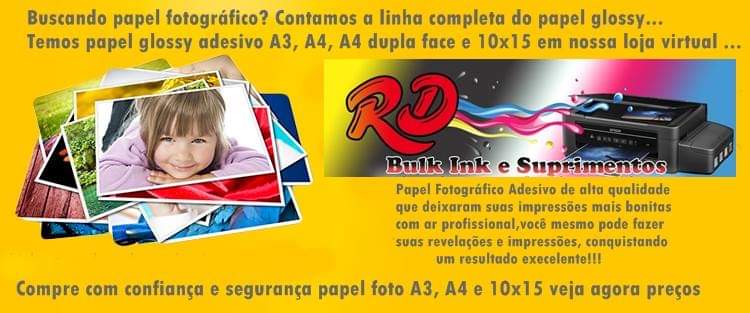 Buscando papel fotográfico? Contamos a linha completa do papel glossy...
Temos papel glossy adesivo A3, A4, A4 dupla face e 10x15 em nossa loja virtual ...
RD
Bulk Ink e Suprimentos
EPSON
Papel Fotográfico Adesivo de alta qualidade
que deixaram suas impressões mais bonitas
com ar profissional,você mesmo pode fazer
suas revelações e impressões, conquistando
um resultado execelente!!!
Compre com confiança e segurança papel foto A3, A4 e 10x15 veja agora preços